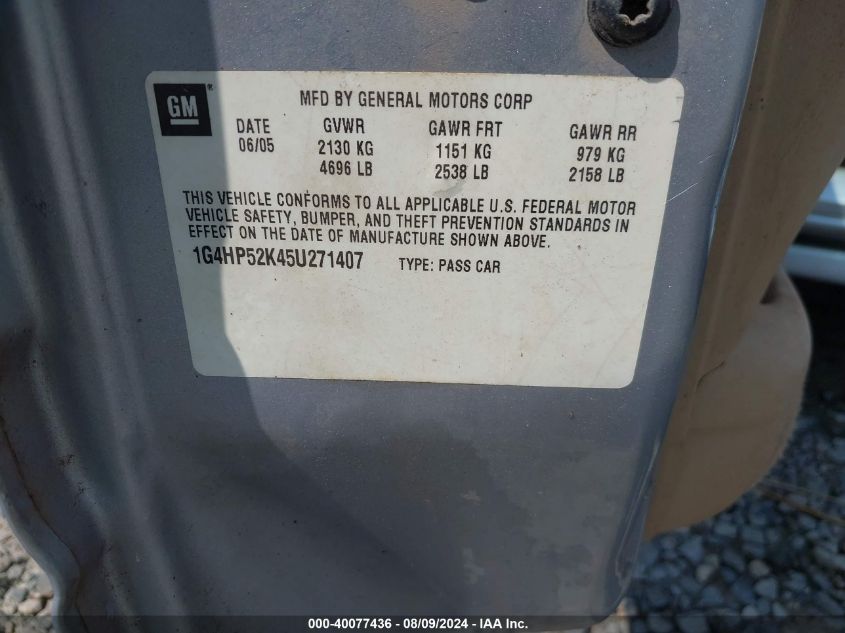 GM ®
MFD BY GENERAL MOTORS CORP
DATE GVWR GAWR FRT GAWR RR
06/05 2130 KG 1151 KG 979 KG
4696 LB 2538 LB 2158 LB
THIS VEHICLE CONFORMS TO ALL APPLICABLE U.S. FEDERAL MOTOR
VEHICLE SAFETY, BUMPER, AND THEFT PREVENTION STANDARDS IN
EFFECT ON THE DATE OF MANUFACTURE SHOWN ABOVE.
1G4HP52K45U271407 TYPE: PASS CAR
000-40077436 - 08/09/2024 - IAA Inc.